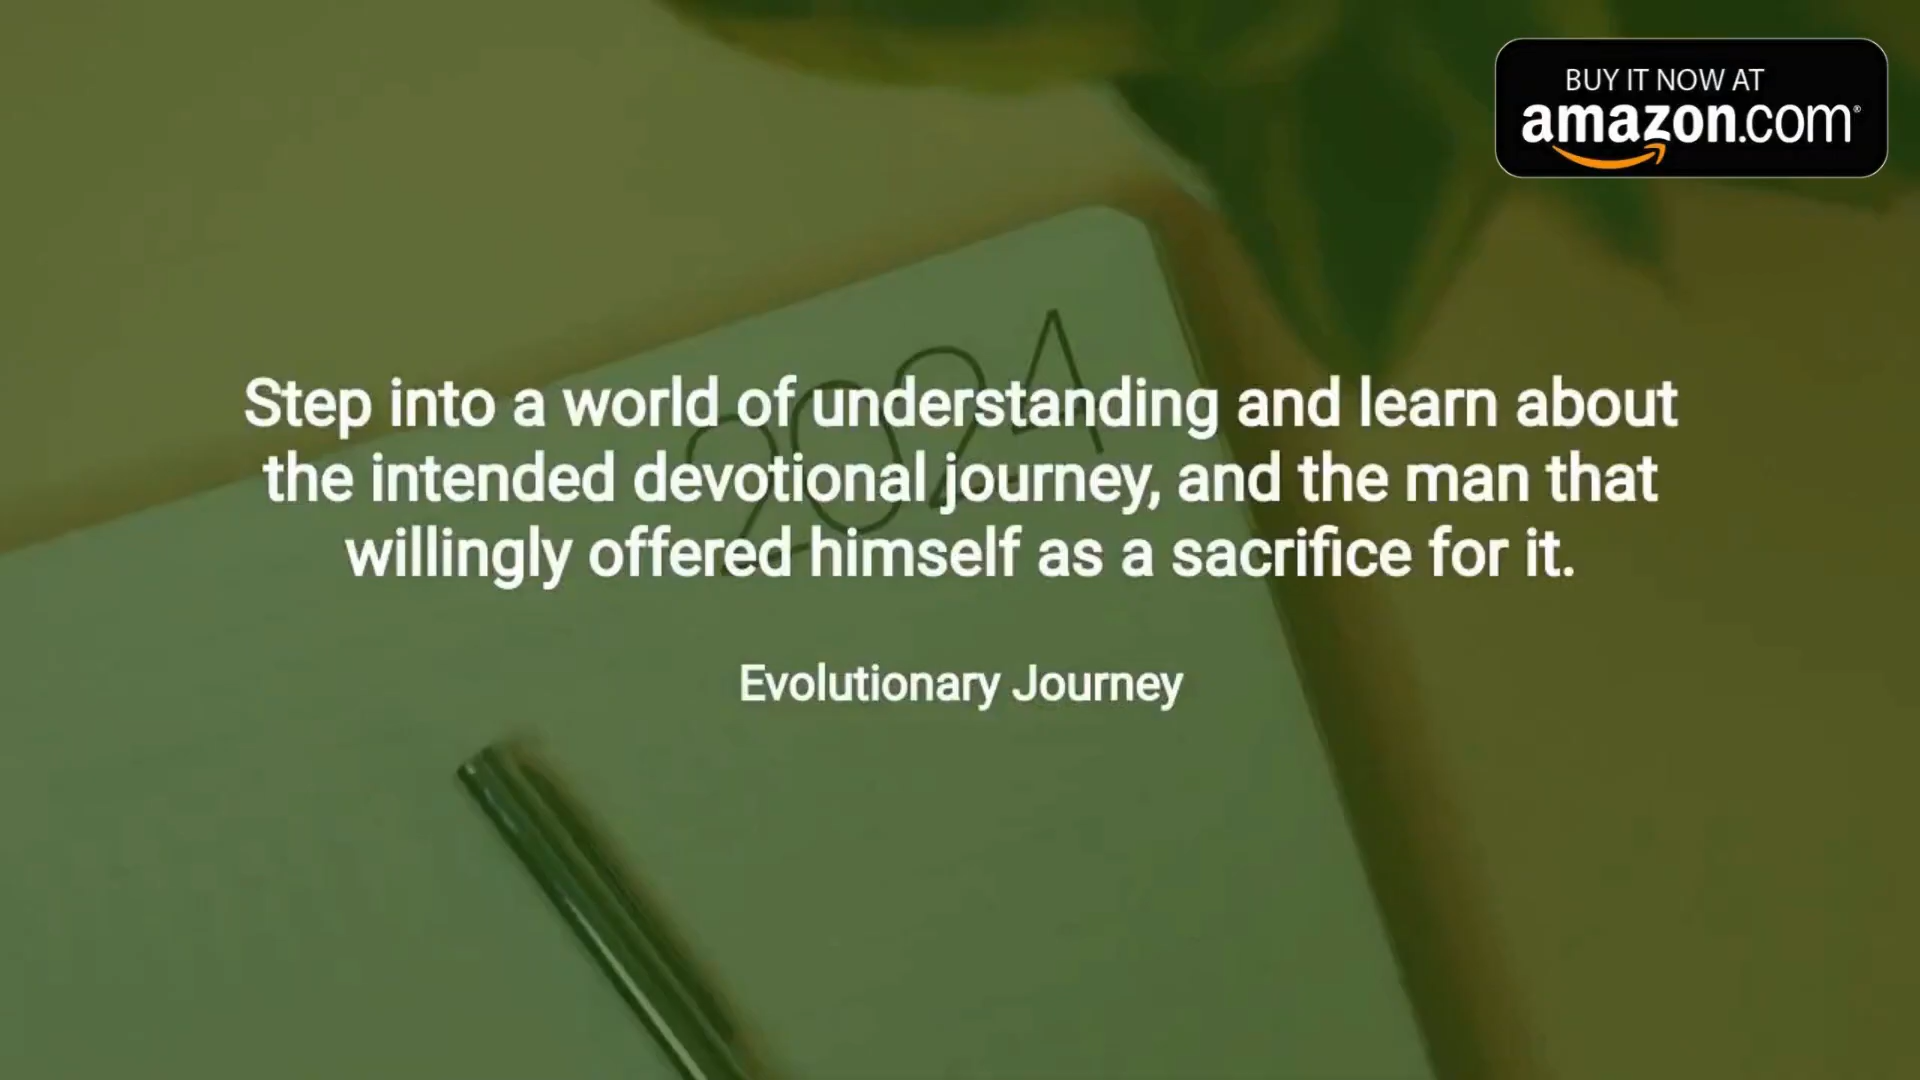 BUY IT NOW AT
amazon.com®
2024
Step into a world of understanding and learn about
the intended devotional journey, and the man that
willingly offered himself as a sacrifice for it.
Evolutionary Journey